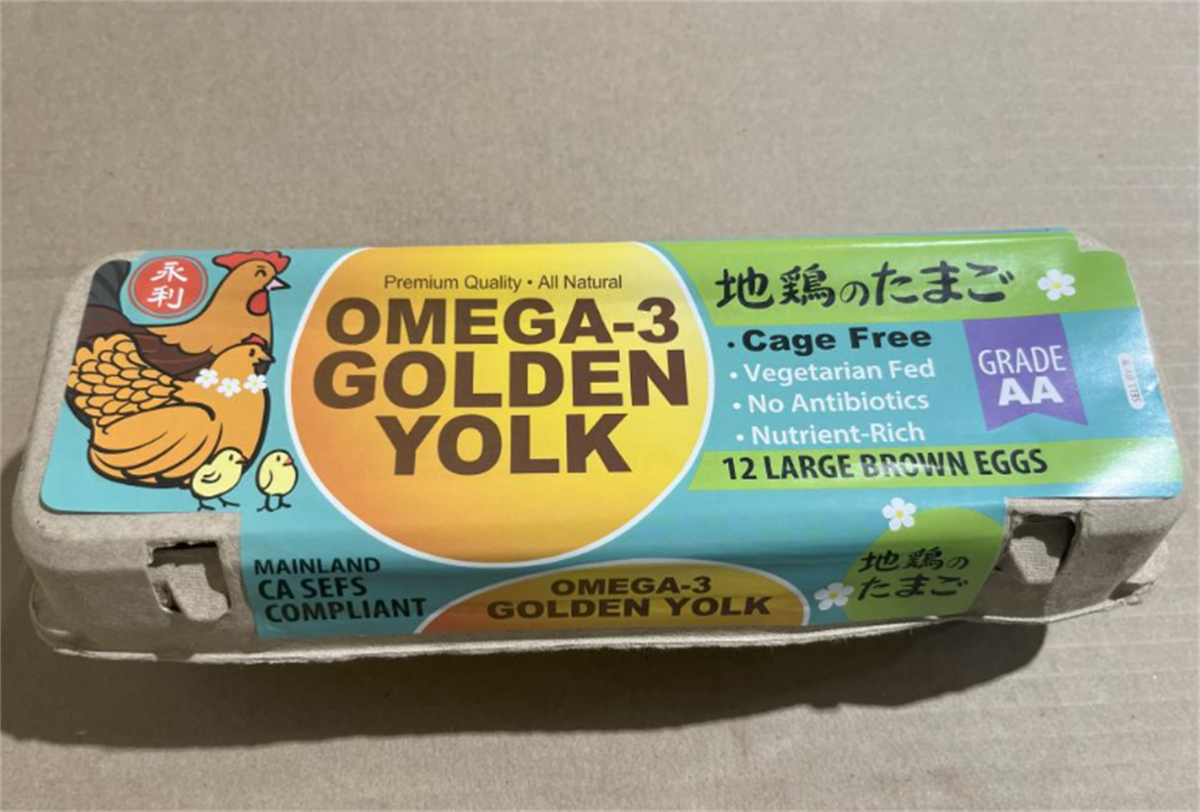 永
利
Premium Quality • All Natural
OMEGA-3
GOLDEN
YOLK
地鶏のたまご
• Cage Free
• Vegetarian Fed
• No Antibiotics
• Nutrient-Rich
GRADE
AA
SELL BY
12 LARGE BROWN EGGS
MAINLAND
CA SEFS
COMPLIANT
OMEGA-3
GOLDEN YOLK
地鶏の
たまご